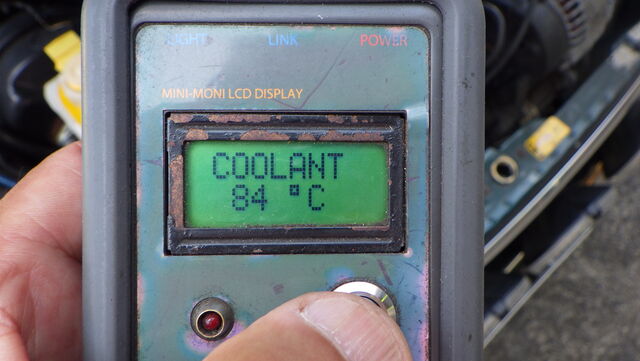 LIGHT LINK POWER
MINI-MONI LCD DISPLAY
COOLANT
84 °C